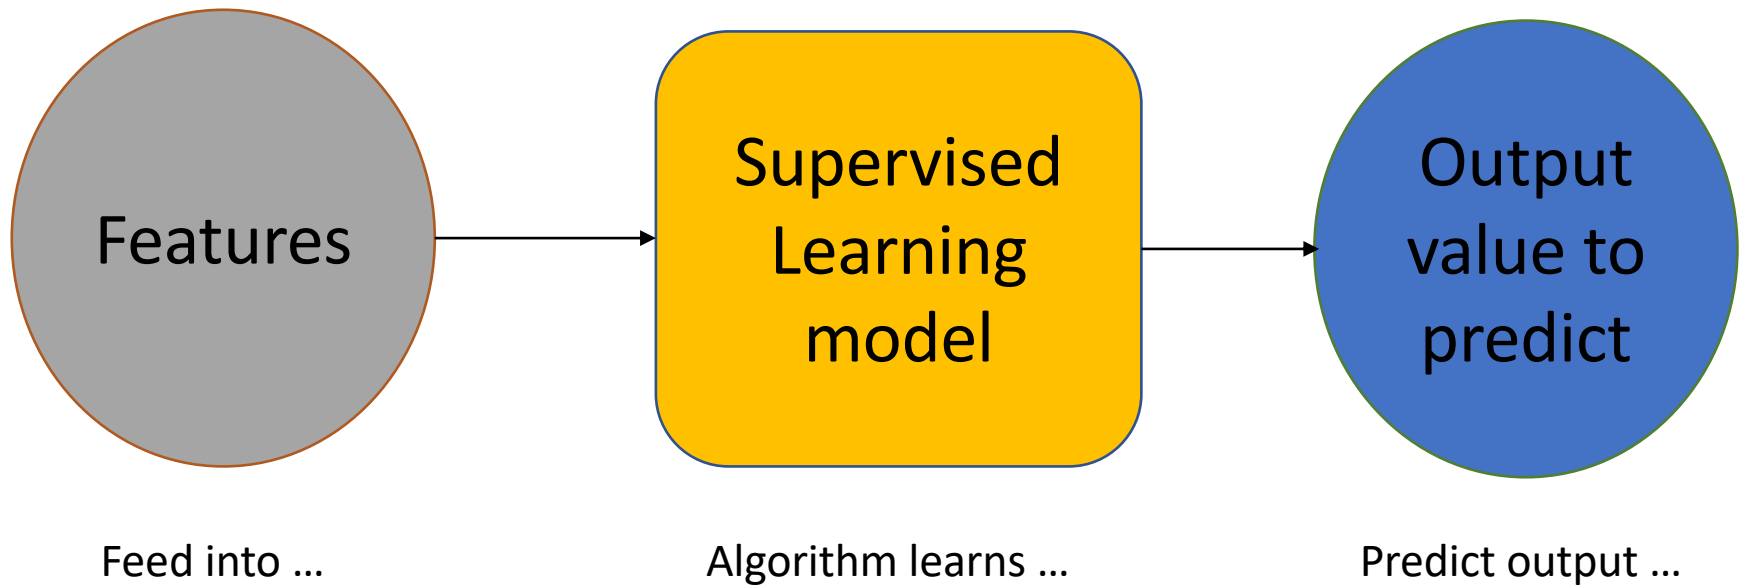 Features
Supervised
Learning
model
Output
value to
predict
Feed into ...
Algorithm learns ...
Predict output ...